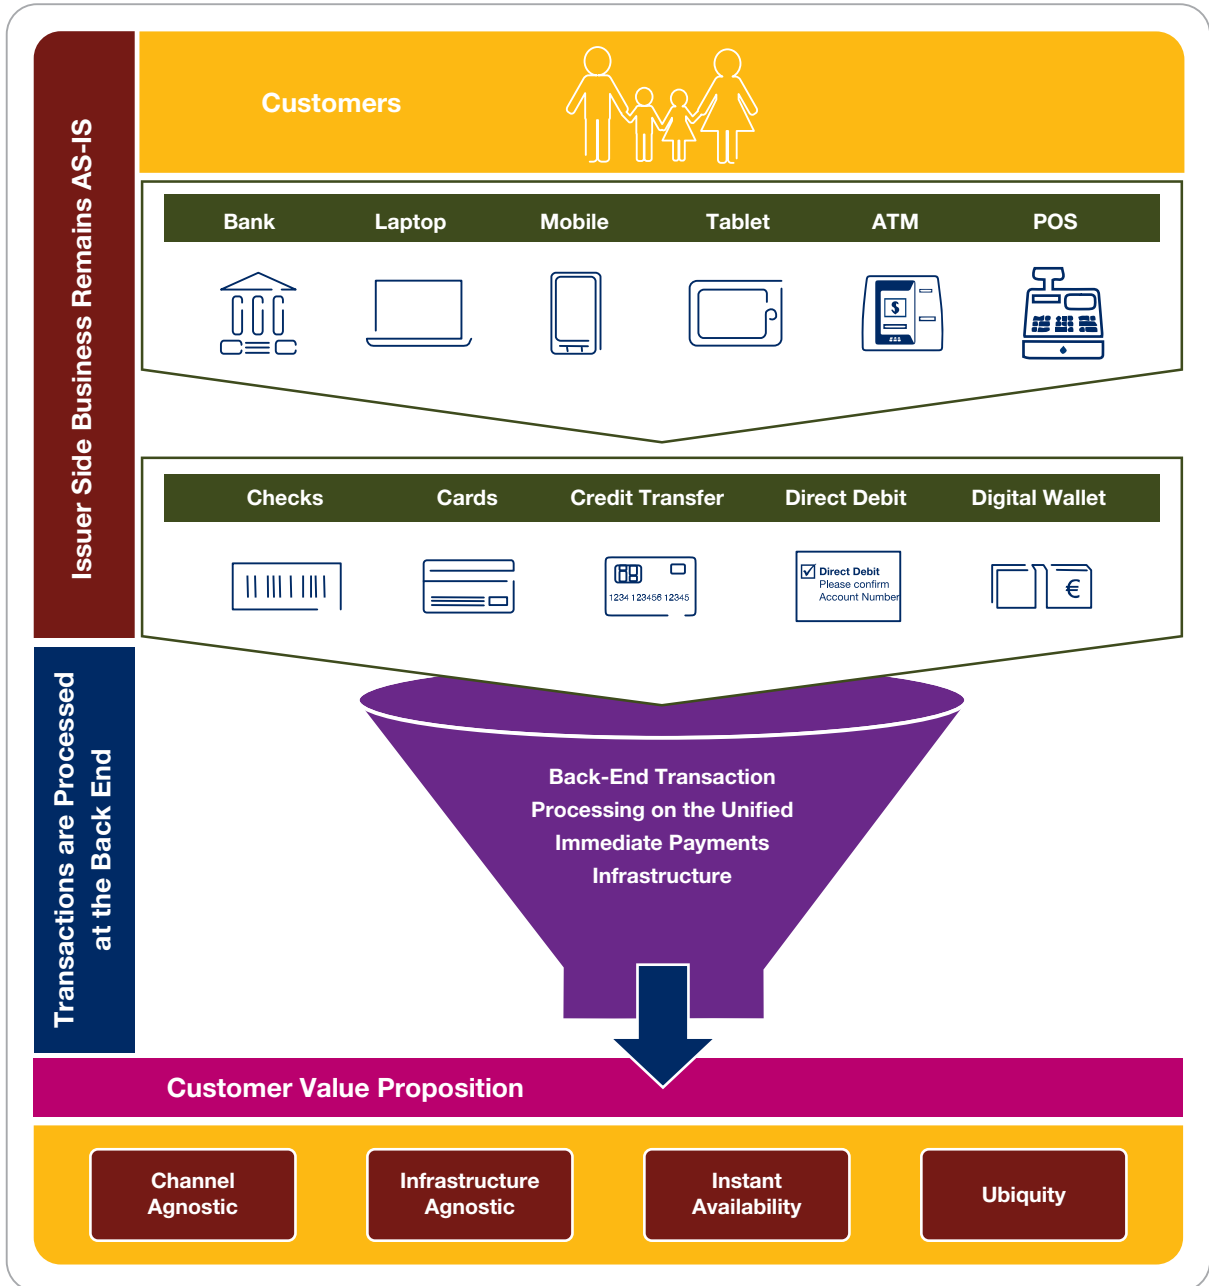 Issuer Side Business Remains AS-IS
Customers
Bank Laptop Mobile Tablet ATM POS
$
Checks Cards Credit Transfer Direct Debit Digital Wallet
1234 123456 12345
Direct Debit
Please confirm
Account Number
€
Transactions are Processed
at the Back End
Back-End Transaction
Processing on the Unified
Immediate Payments
Infrastructure
Customer Value Proposition
Channel
Agnostic
Infrastructure
Agnostic
Instant
Availability
Ubiquity